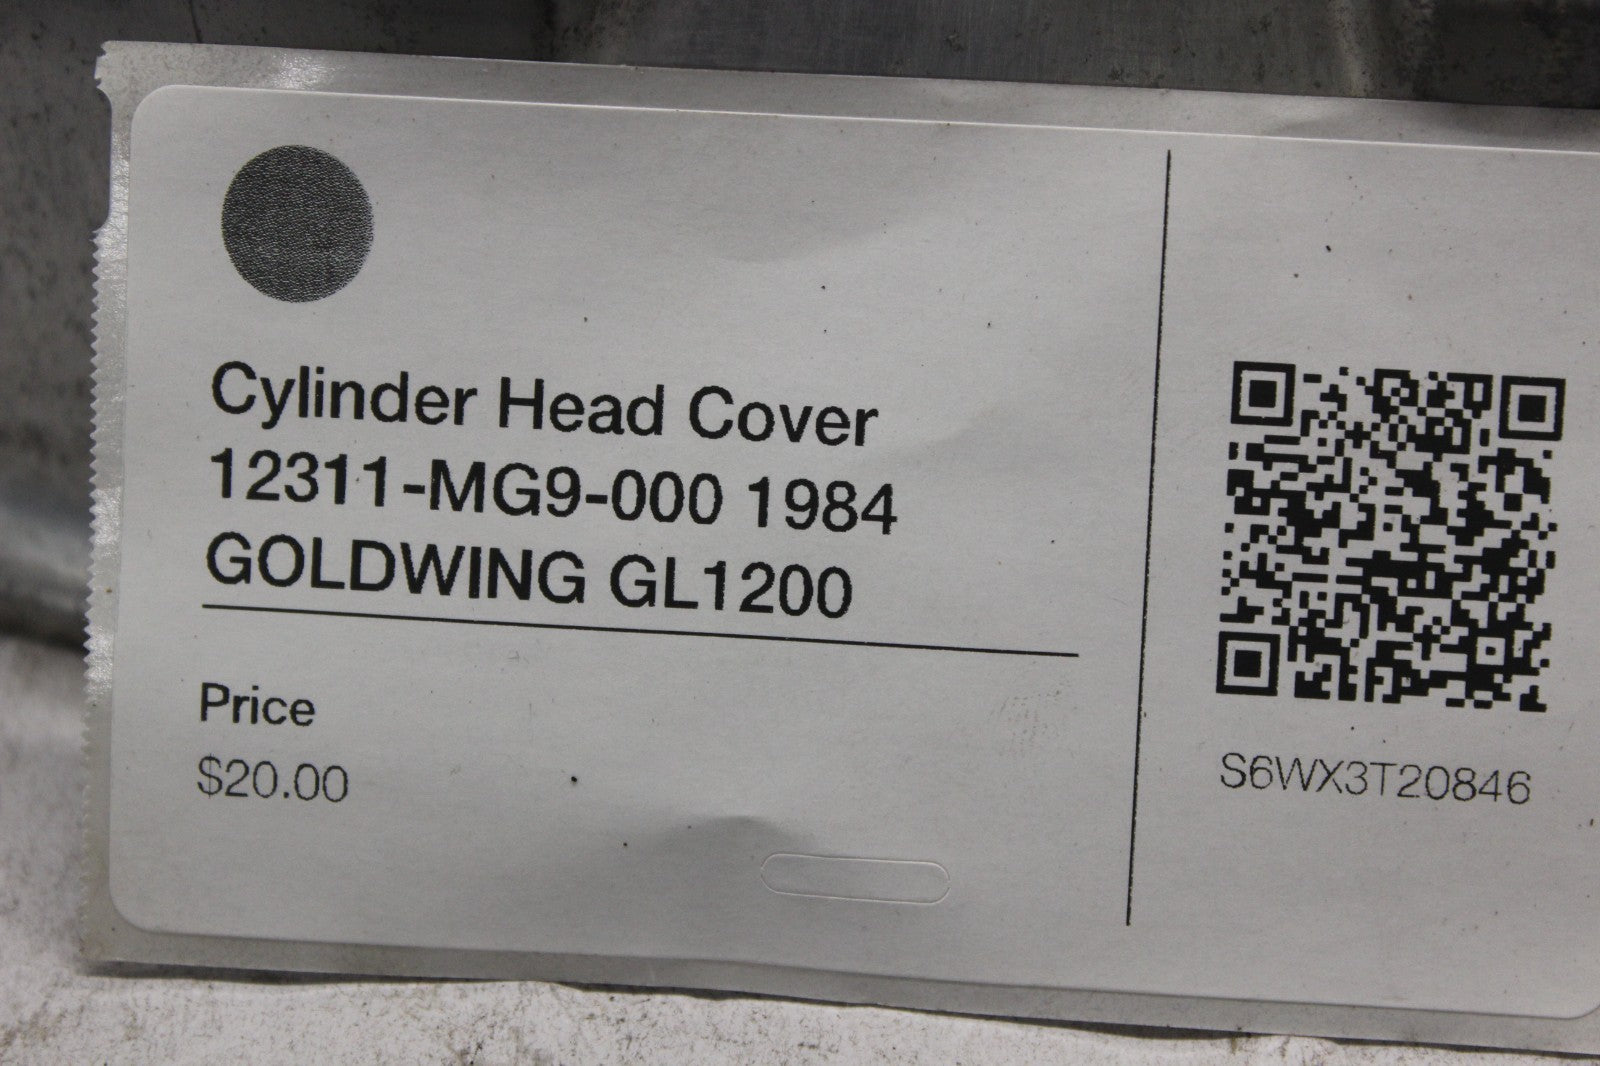 Cylinder Head Cover
12311-MG9-000 1984
GOLDWING GL1200
Price
$20.00
S6WX3T20846